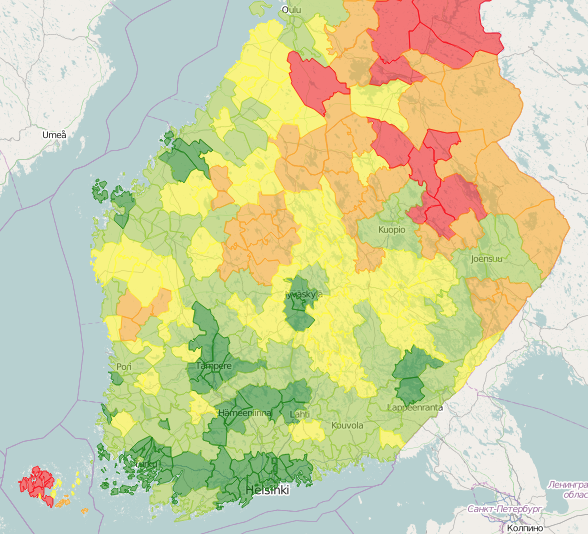 Oulu
Umeå
Kuopio
Joensuu
Jyväskylä
Pori
Tampere
Hämeenlinna
Lahti
Lappeenranta
Kouvola
Turku
Helsinki
Ленингра
облас
Санкт-Петербург
Колпино